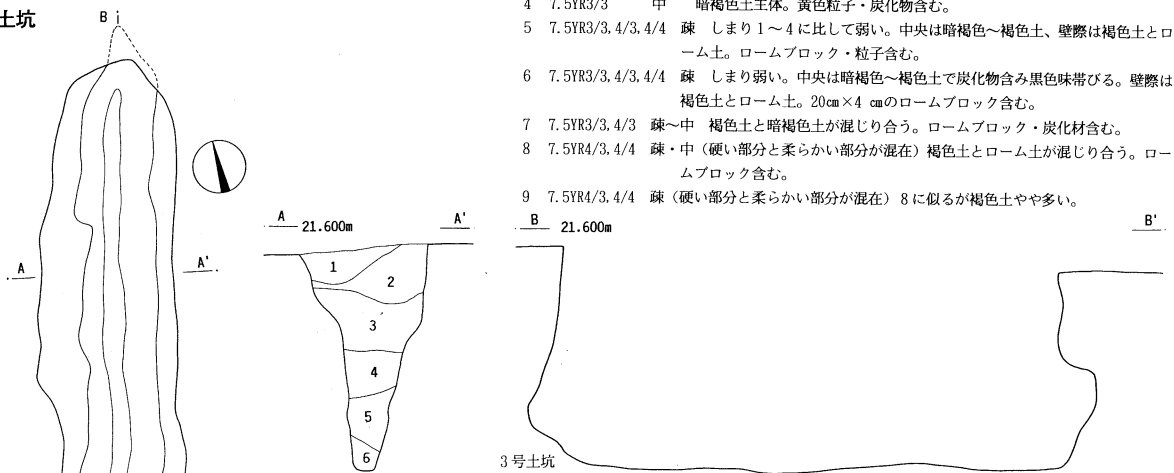 土坑
4 7.5YR3/3 中 暗褐色土主体。黄色粒子・炭化物含む。
5 7.5YR3/3,4/3,4/4 疎 しまり1～4に比して弱い。中央は暗褐色～褐色土、壁際は褐色土とロ
ーム土。ロームブロック・粒子含む。
6 7.5YR3/3,4/3,4/4 疎 しまり弱い。中央は暗褐色～褐色土で炭化物含み黒色味帯びる。壁際は
褐色土とローム土。20㎝×4 ㎝のロームブロック含む。
7 7.5YR3/3,4/3 疎～中 褐色土と暗褐色土が混じり合う。ロームブロック・炭化材含む。
8 7.5YR4/3,4/4 疎・中（硬い部分と柔らかい部分が混在）褐色土とローム土が混じり合う。ロー
ムブロック含む。
9 7.5YR4/3,4/4 疎（硬い部分と柔らかい部分が混在）8に似るが褐色土やや多い。
B
A
A'
A 21.600m A'
1
2
3
4
5
6
B 21.600m B'
3号土坑